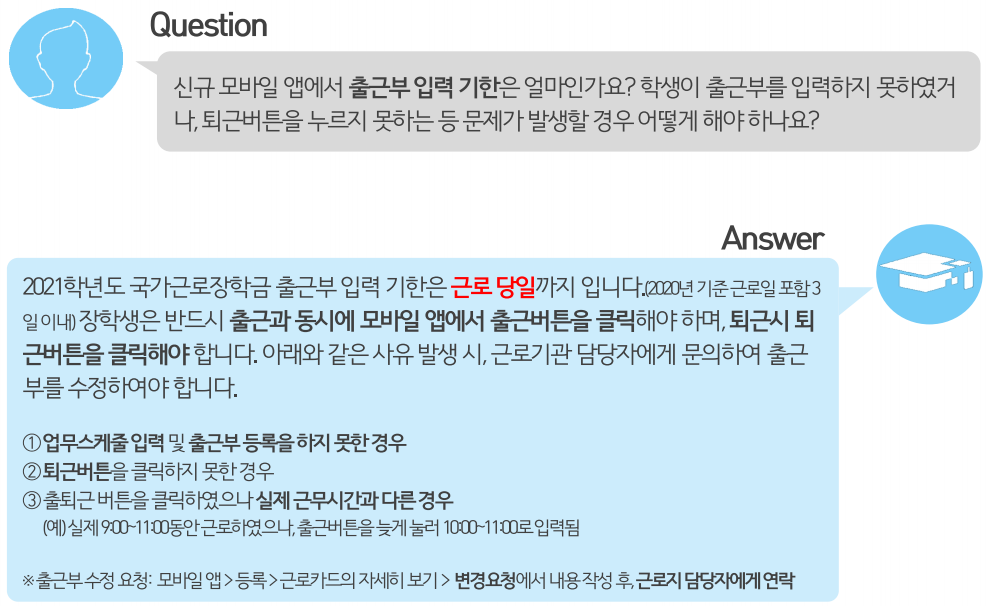 Question
신규 모바일 앱에서 출근부 입력 기한은 얼마인가요? 학생이 출근부를 입력하지 못하였거
나, 퇴근버튼을 누르지 못하는 등 문제가 발생할 경우 어떻게 해야 하나요?
Answer
2021학년도 국가근로장학금 출근부 입력 기한은 근로 당일까지 입니다.(2020년 기준 근로일 포함 3
일 이내) 장학생은 반드시 출근과 동시에 모바일 앱에서 출근버튼을 클릭해야 하며, 퇴근시 퇴
근버튼을 클릭해야 합니다. 아래와 같은 사유 발생 시, 근로기관 담당자에게 문의하여 출근
부를 수정하여야 합니다.
① 업무스케줄 입력 및 출근부 등록을 하지 못한 경우
② 퇴근버튼을 클릭하지 못한 경우
③ 출퇴근 버튼을 클릭하였으나 실제 근무시간과 다른 경우
(예) 실제 9:00~11:00동안 근로하였으나, 출근버튼을 늦게 눌러 10:00~11:00로 입력됨
※ 출근부 수정 요청: 모바일 앱 > 등록 > 근로카드의 자세히 보기 > 변경요청에서 내용 작성 후, 근로지 담당자에게 연락